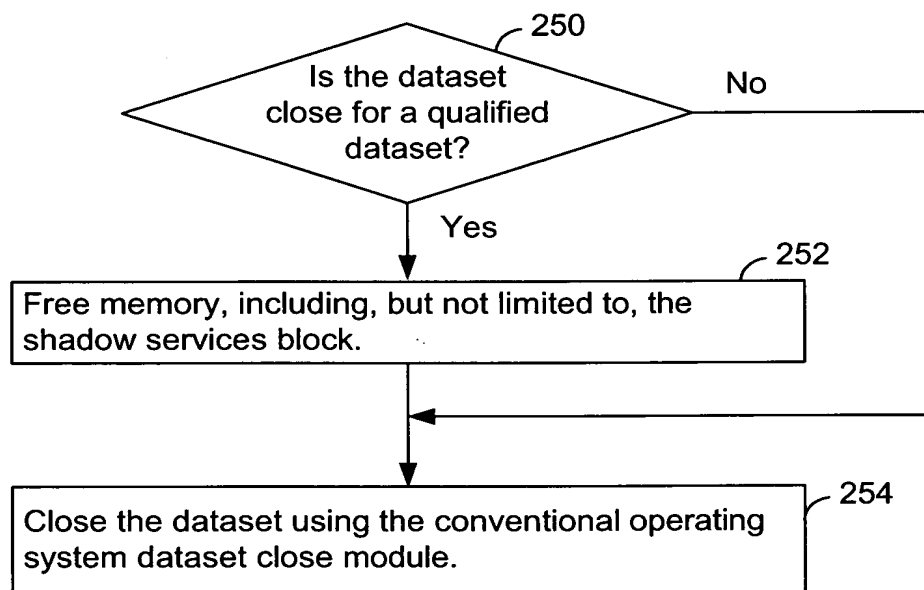 250
Is the dataset
close for a qualified
dataset?
No
Yes
252
Free memory, including, but not limited to, the
shadow services block.
254
Close the dataset using the conventional operating
system dataset close module.